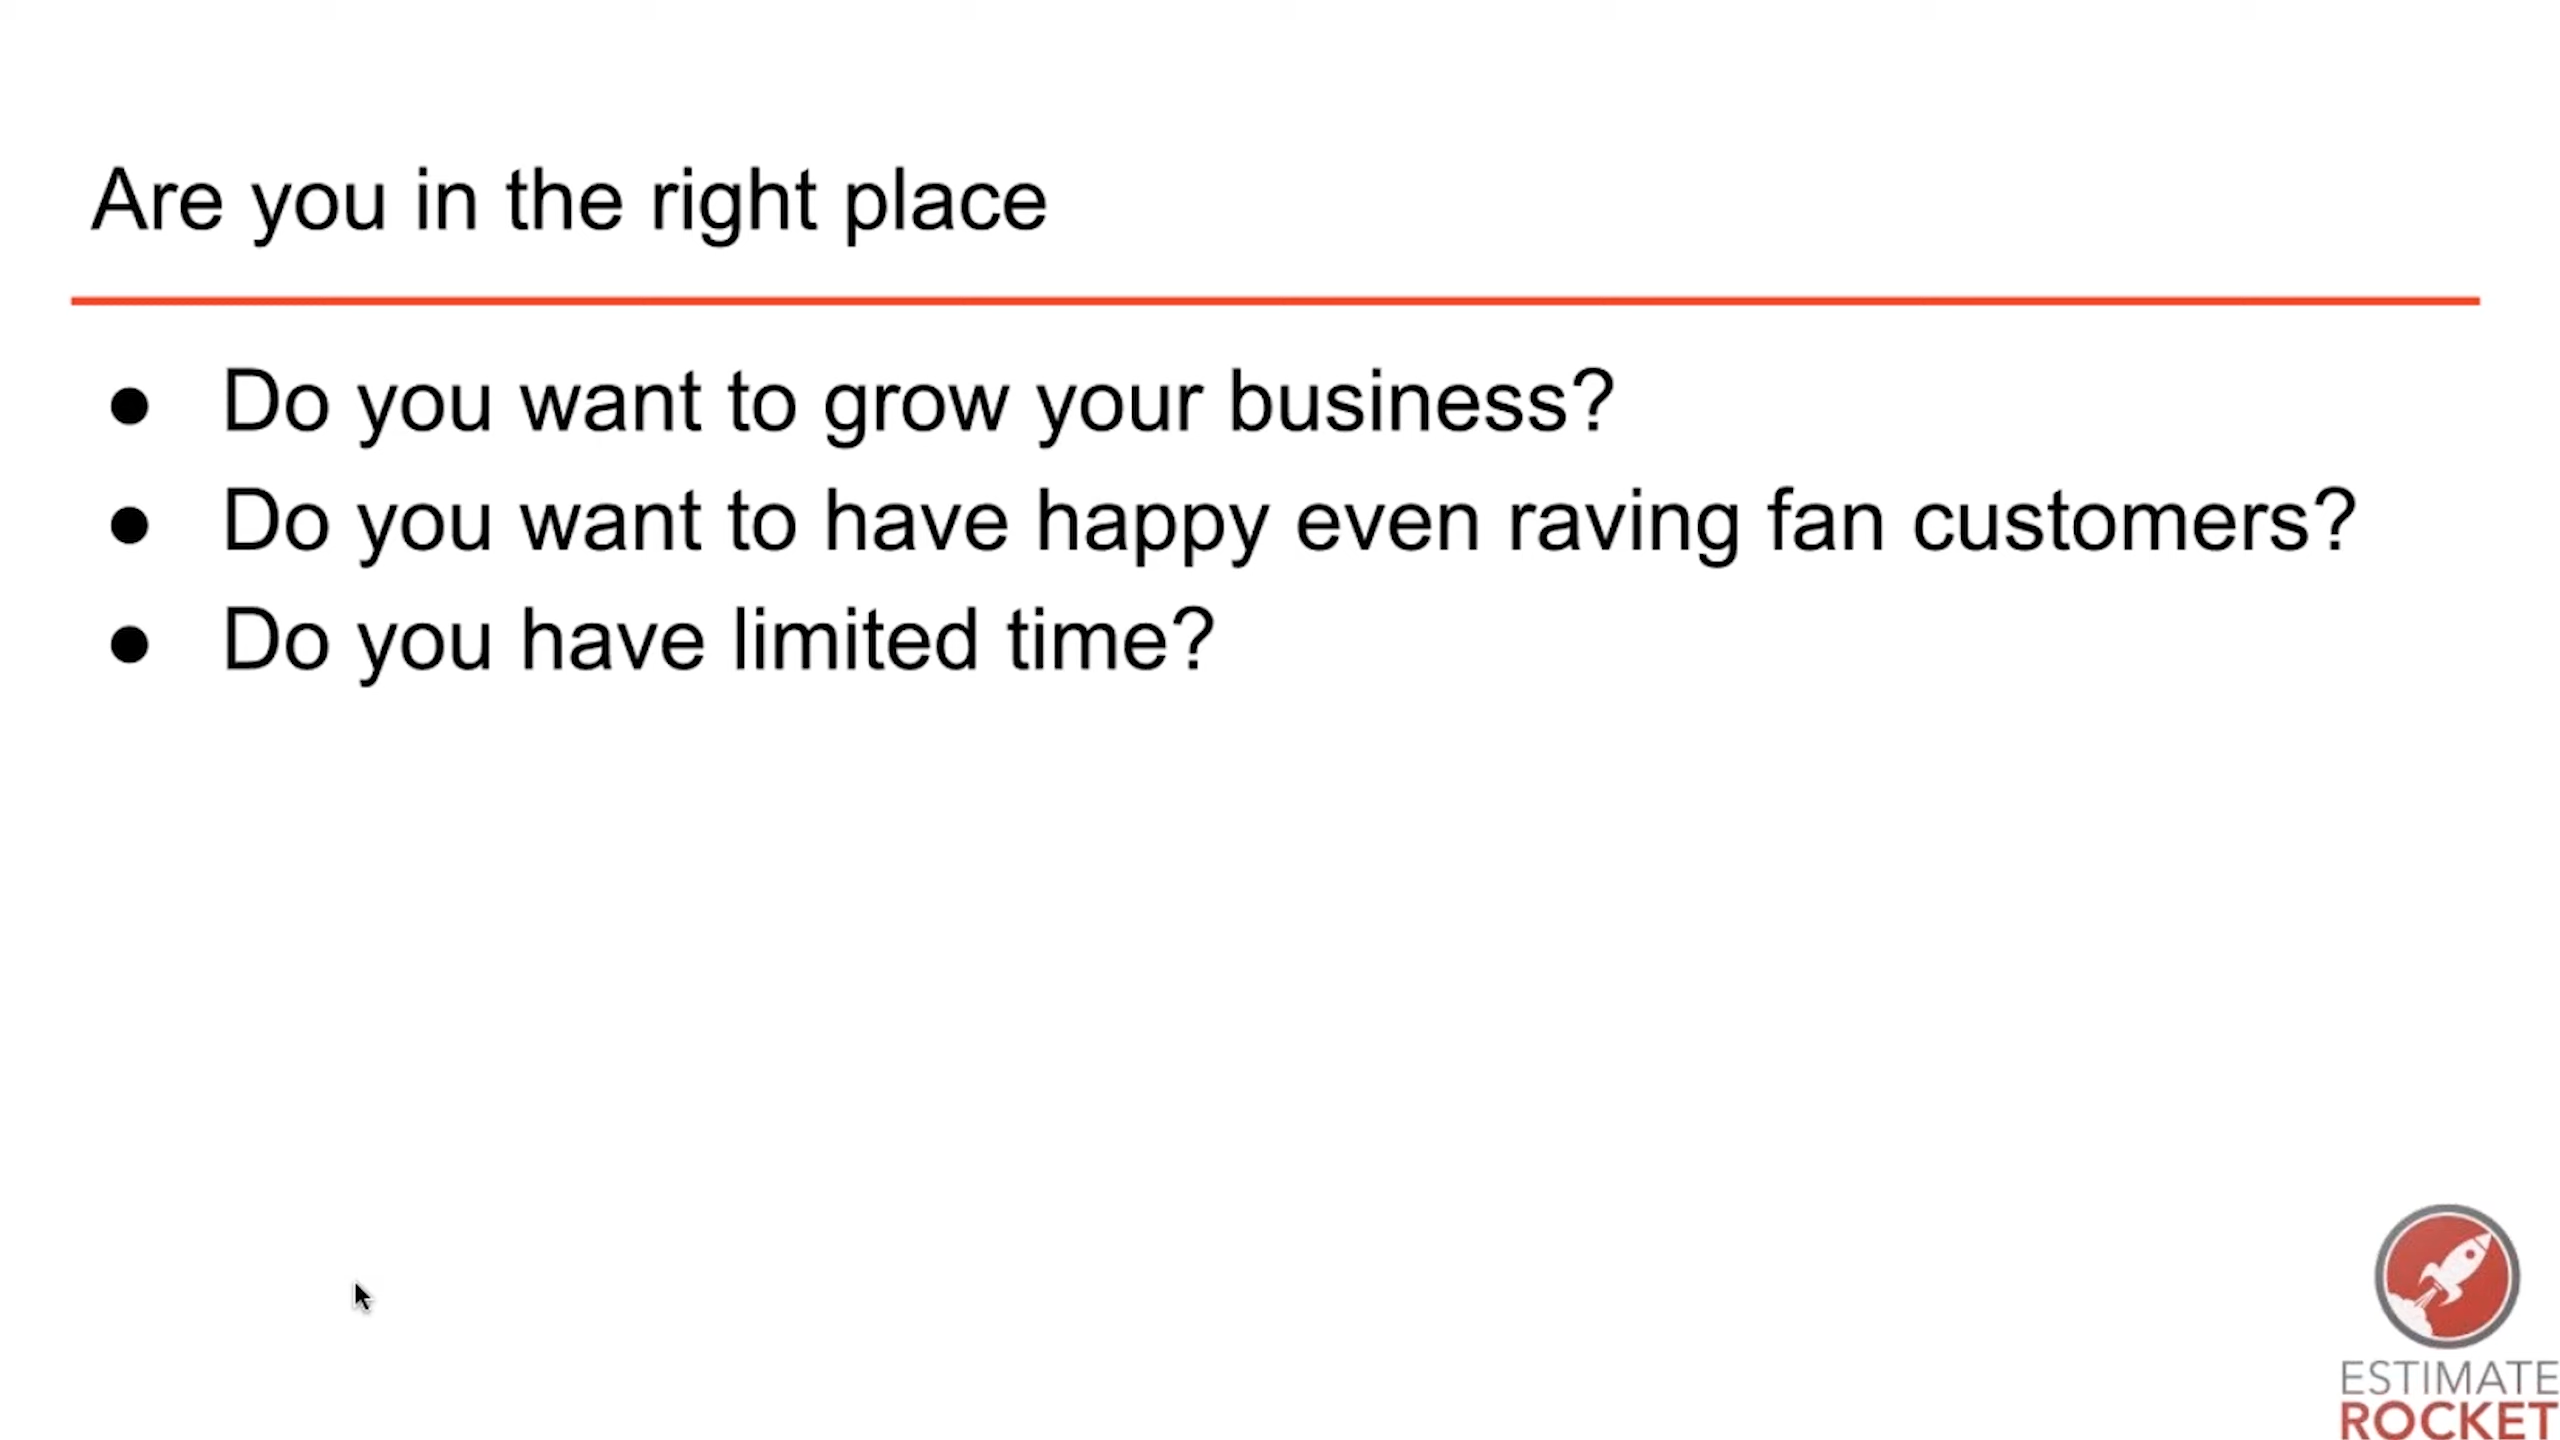 Are you in the right place
● Do you want to grow your business?
● Do you want to have happy even raving fan customers?
● Do you have limited time?
ESTIMATE
ROCKET